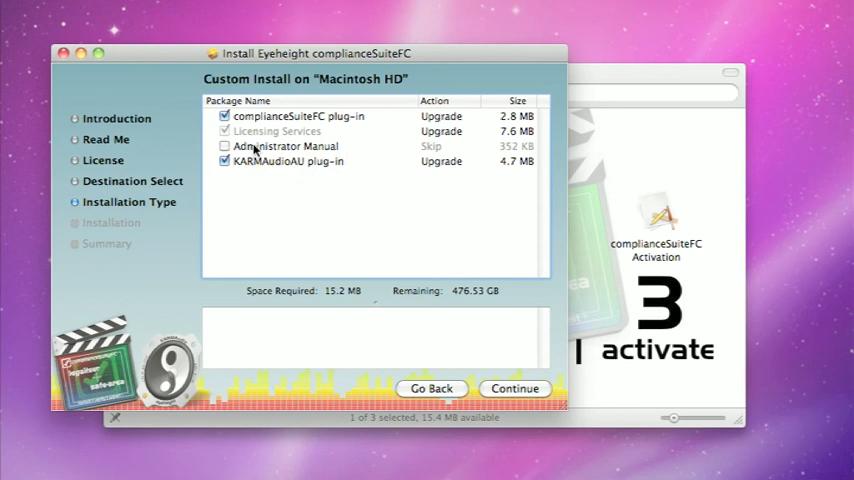 Install Eyeheight complianceSuiteFC
Custom Install on “Macintosh HD”
Package Name Action Size
complianceSuiteFC plug-in Upgrade 2.8 MB
Licensing Services Upgrade 7.6 MB
Administrator Manual Skip 352 KB
KARMAudioAU plug-in Upgrade 4.7 MB
Introduction
Read Me
License
Destination Select
Installation Type
Installation
Summary
Space Required: 15.2 MB Remaining: 476.53 GB
Go Back Continue
legaliser
safe-area
complianceSuiteFC
Activation
3
activate
1 of 3 selected, 15.4 MB available